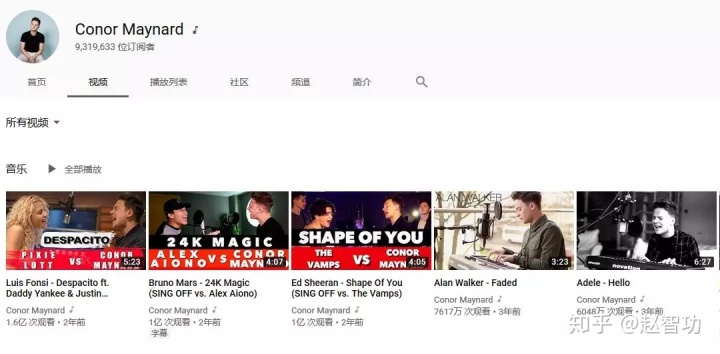 Conor Maynard
9,319,633 位订阅者
首页 视频 播放列表 社区 频道 简介
所有视频
音乐 全部播放
DESPACITO
PIXIE LOTT VS CONOR MAYNARD
5:23
24K MAGIC
ALEX AIONO VS CONOR MAYNARD
4:07
SHAPE OF YOU
THE VAMPS VS CONOR MAYNARD
4:05
ALAN WALKER
3:23
novation
6:27
Luis Fonsi - Despacito ft.
Daddy Yankee & Justin...
Conor Maynard
1.6亿 次观看 • 2年前
Bruno Mars - 24K Magic
(SING OFF vs. Alex Aiono)
Conor Maynard
1亿 次观看 • 2年前
字幕
Ed Sheeran - Shape Of You
(SING OFF vs. The Vamps)
Conor Maynard
1亿 次观看 • 2年前
Alan Walker - Faded
Conor Maynard
7617万 次观看 • 3年前
Adele - Hello
Conor Maynard
6048万 次观看 • 3年前
知乎 @赵智功